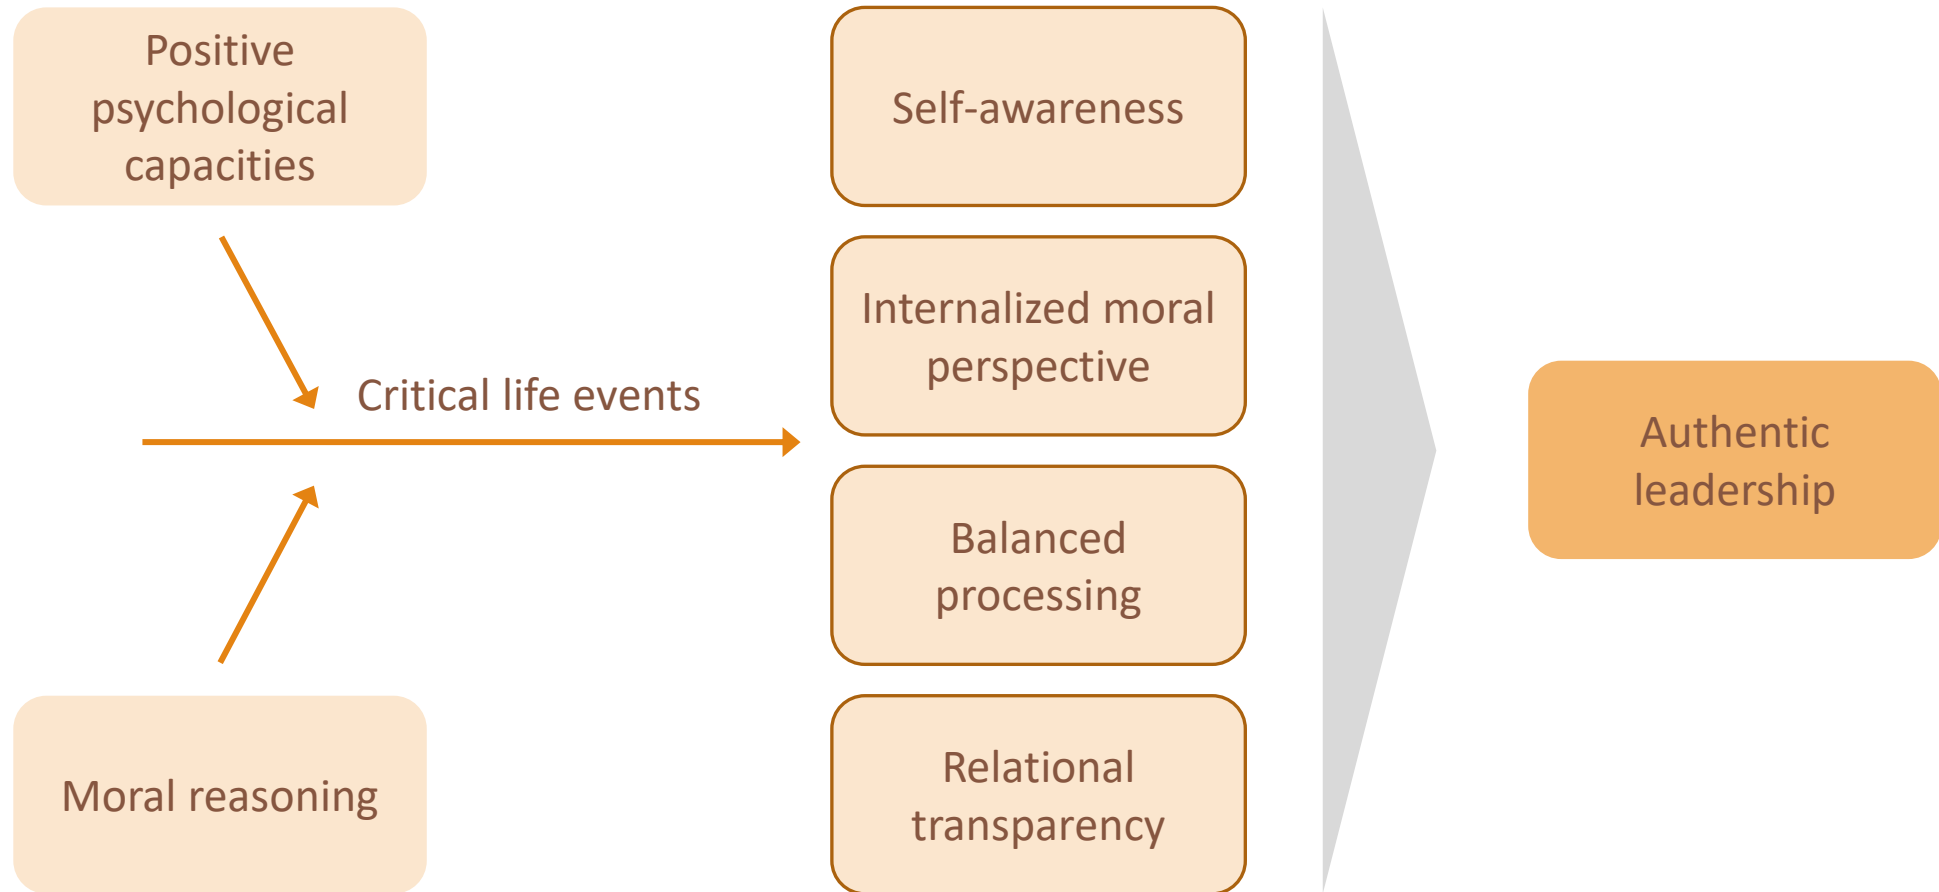 Positive
psychological
capacities
Critical life events
Moral reasoning
Self-awareness
Internalized moral
perspective
Balanced
processing
Relational
transparency
Authentic
leadership